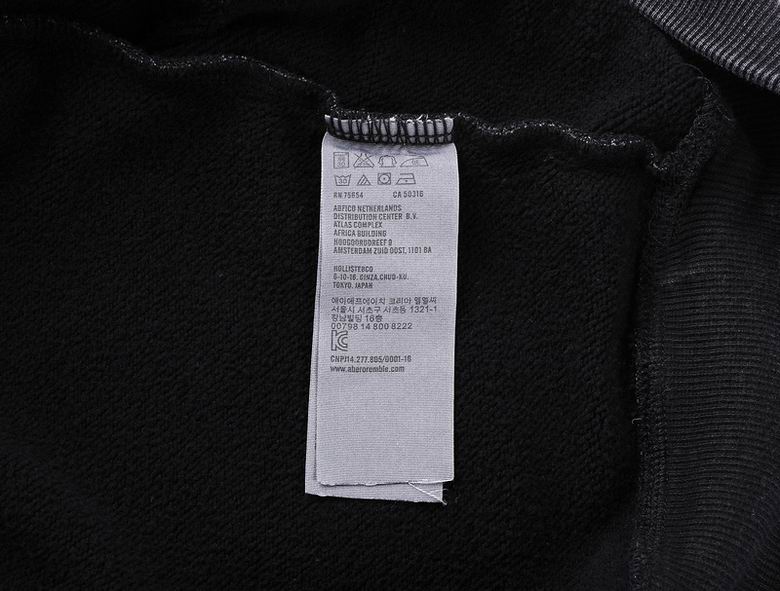 RN 75654 CA 50316
ABFICO NETHERLANDS
DISTRIBUTION CENTER B.V.
ATLAS COMPLEX
AFRICA BUILDING
HOOGOORDDREEF 9
AMSTERDAM ZUID OOST, 1101 BA
HOLLISTERCO
6-10-16, GINZA,CHUO-KU,
TOKYO, JAPAN
에이에프에이치 코리아 엘엘씨
서울시 서초구 서초동 1321-1
강남빌딩 16층
00798 14 800 8222
KC
CNPJ14.277.805/0001-16
www.aberoremble.com